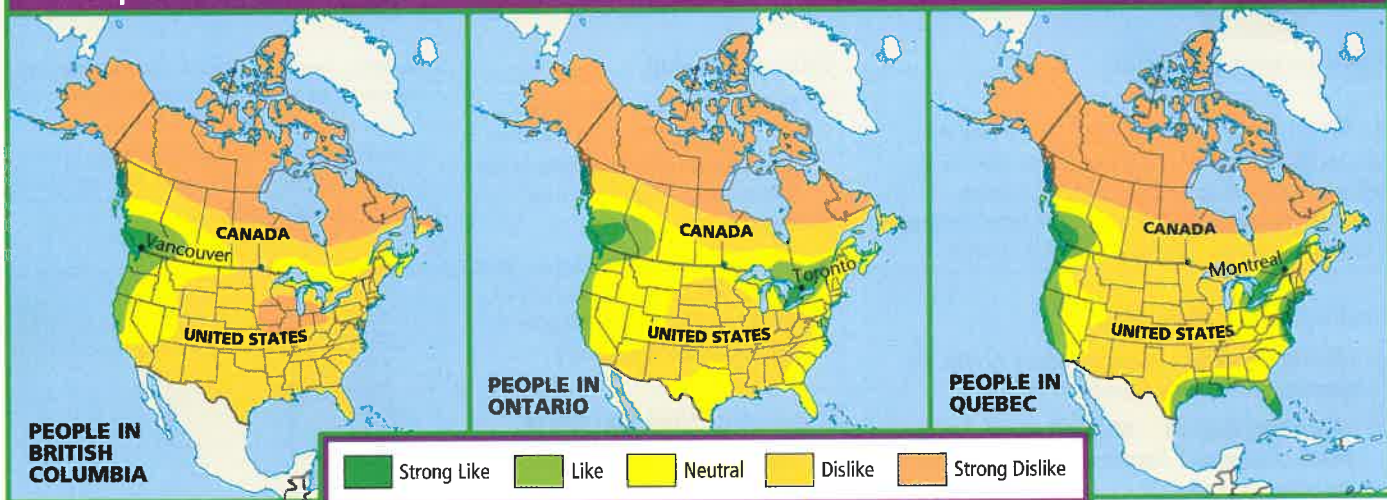 CANADA
Vancouver
UNITED STATES
PEOPLE IN
BRITISH
COLUMBIA
CANADA
Toronto
UNITED STATES
PEOPLE IN
ONTARIO
CANADA
Montreal
UNITED STATES
PEOPLE IN
QUEBEC
Strong Like
Like
Neutral
Dislike
Strong Dislike